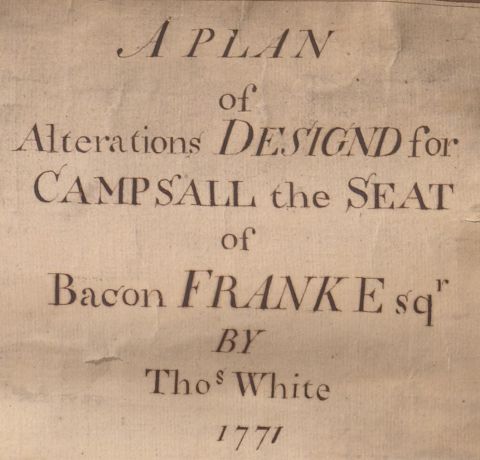 A PLAN
of
Alterations DESIGND for
CAMPSALL the SEAT
of
Bacon FRANK Esqr
BY
Thos White
1771